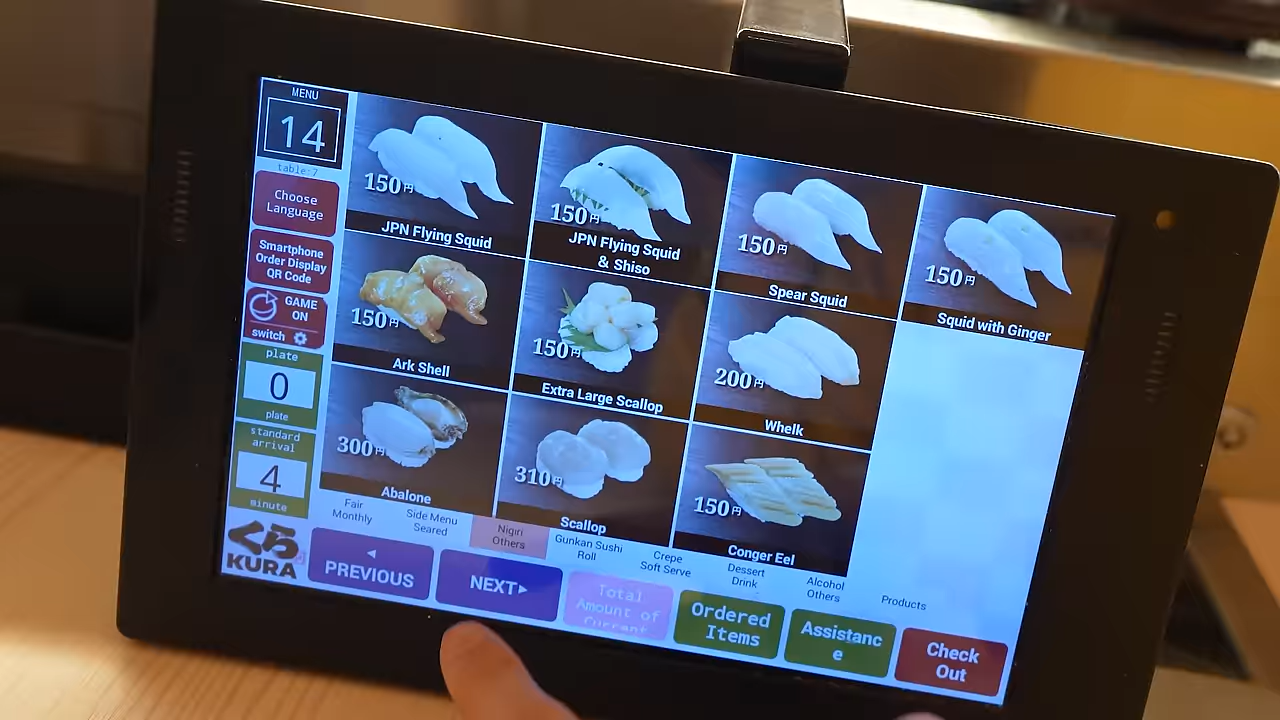 MENU
14
table:7
Choose
Language
Smartphone
Order Display
QR Code
GAME
ON
switch
plate
0
plate
standard
arrival
4
minute
くら
KURA
150円
JPN Flying Squid
150円
JPN Flying Squid
& Shiso
150円
Spear Squid
150円
Squid with Ginger
150円
Ark Shell
150円
Extra Large Scallop
200円
Whelk
300円
Abalone
310円
Scallop
150円
Conger Eel
Fair
Monthly
Side Menu
Seared
Nigiri
Others
Gunkan Sushi
Roll
Crepe
Soft Serve
Dessert
Drink
Alcohol
Others
Products
◄
PREVIOUS
NEXT►
Total
Amount of
Current
Ordered
Items
Assistanc
e
Check
Out